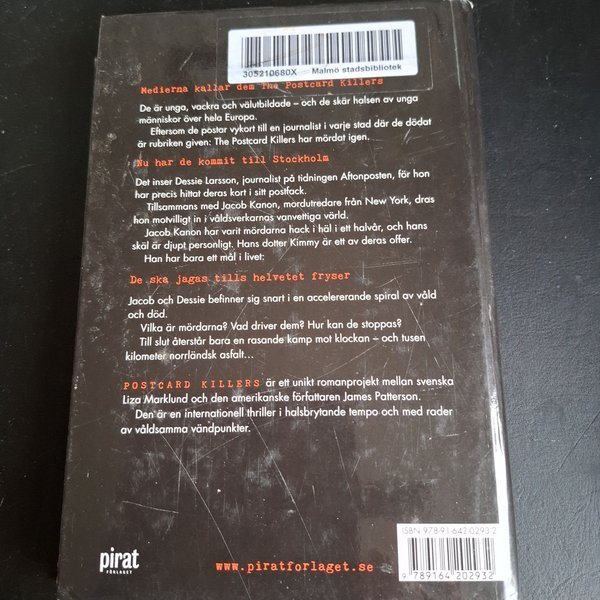 305210680X Malmö stadsbibliotek
Medierna kallar dem The Postcard Killers
De är unga, vackra och välutbildade – och de skär halsen av unga
människor över hela Europa.
Eftersom de postar vykort till en journalist i varje stad där de dödat
är rubriken given: The Postcard Killers har mördat igen.
Nu har de kommit till Stockholm
Det inser Dessie Larsson, journalist på tidningen Aftonposten, för hon
har precis hittat deras kort i sitt postfack.
Tillsammans med Jacob Kanon, mordutredare från New York, dras
hon motvilligt in i våldsverkarnas vanvettiga värld.
Jacob Kanon har varit mördarna hack i häl i ett halvår, och hans
skäl är djupt personligt. Hans dotter Kimmy är ett av deras offer.
Han har bara ett mål i livet:
De ska jagas tills helvetet fryser
Jacob och Dessie befinner sig snart i en accelererande spiral av våld
och död.
Vilka är mördarna? Vad driver dem? Hur kan de stoppas?
Till slut återstår bara en rasande kamp mot klockan – och tusen
kilometer norrländsk asfalt...
POSTCARD KILLERS är ett unikt romanprojekt mellan svenska
Liza Marklund och den amerikanske författaren James Patterson.
Den är en internationell thriller i halsbrytande tempo och med rader
av våldsamma vändpunkter.
ISBN 978-91-642-0293-2
9 789164 202932
pirat
FÖRLAGET
www.piratforlaget.se